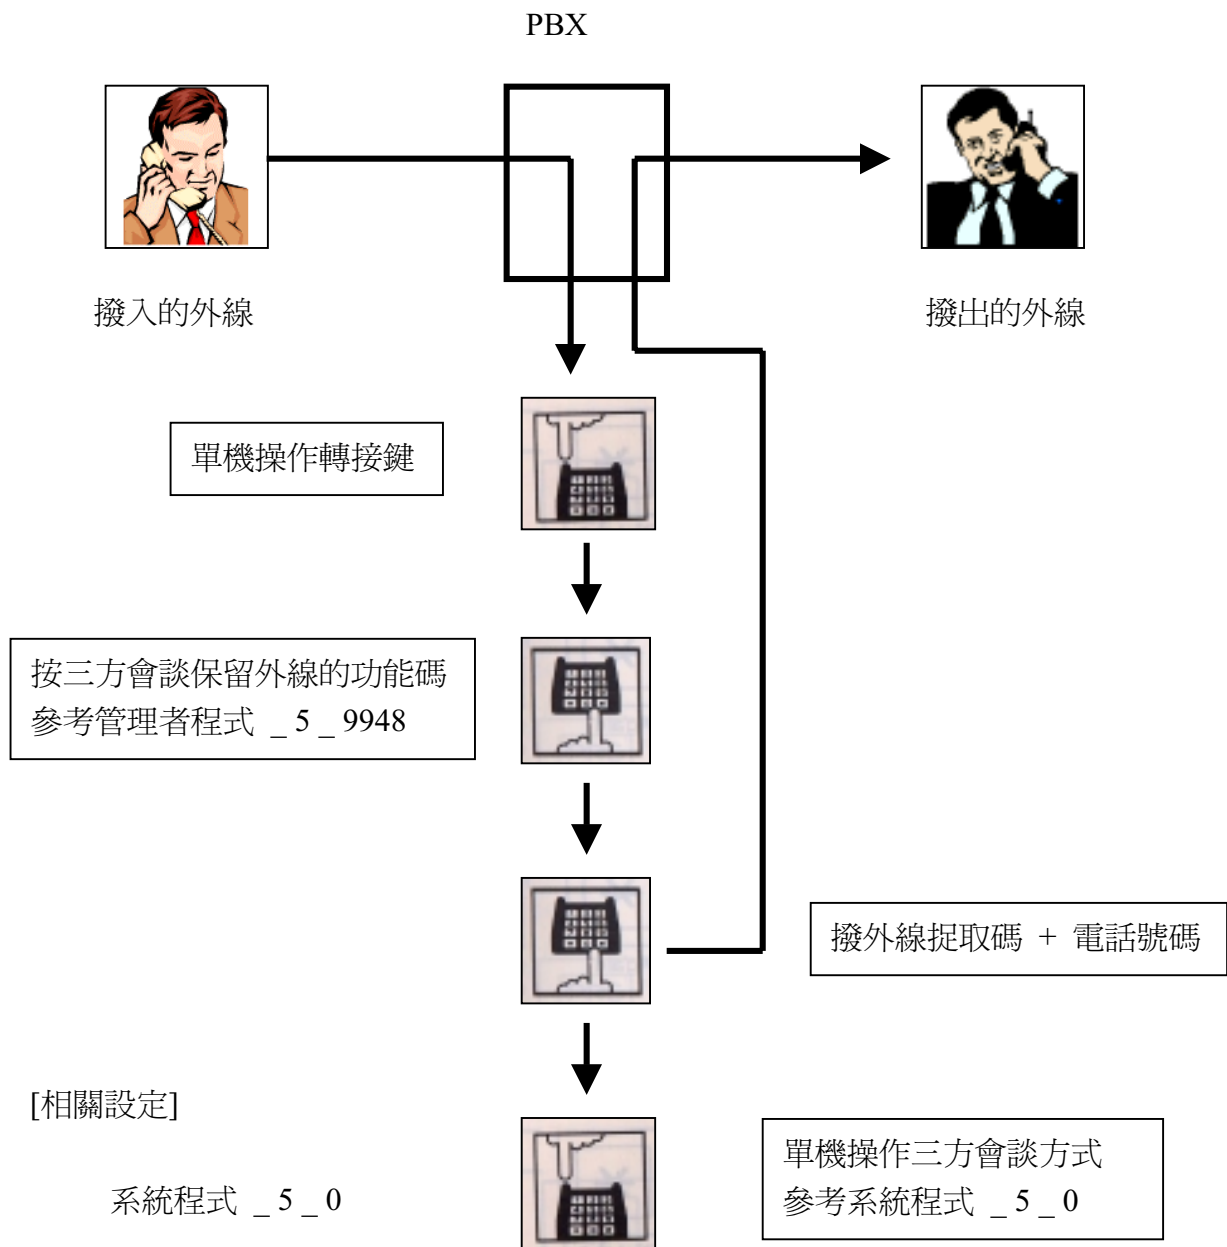 PBX
撥入的外線
撥出的外線
單機操作轉接鍵
按三方會談保留外線的功能碼
參考管理者程式 _ 5 _ 9948
撥外線捉取碼 + 電話號碼
[相關設定]
系統程式 _ 5 _ 0
單機操作三方會談方式
參考系統程式 _ 5 _ 0